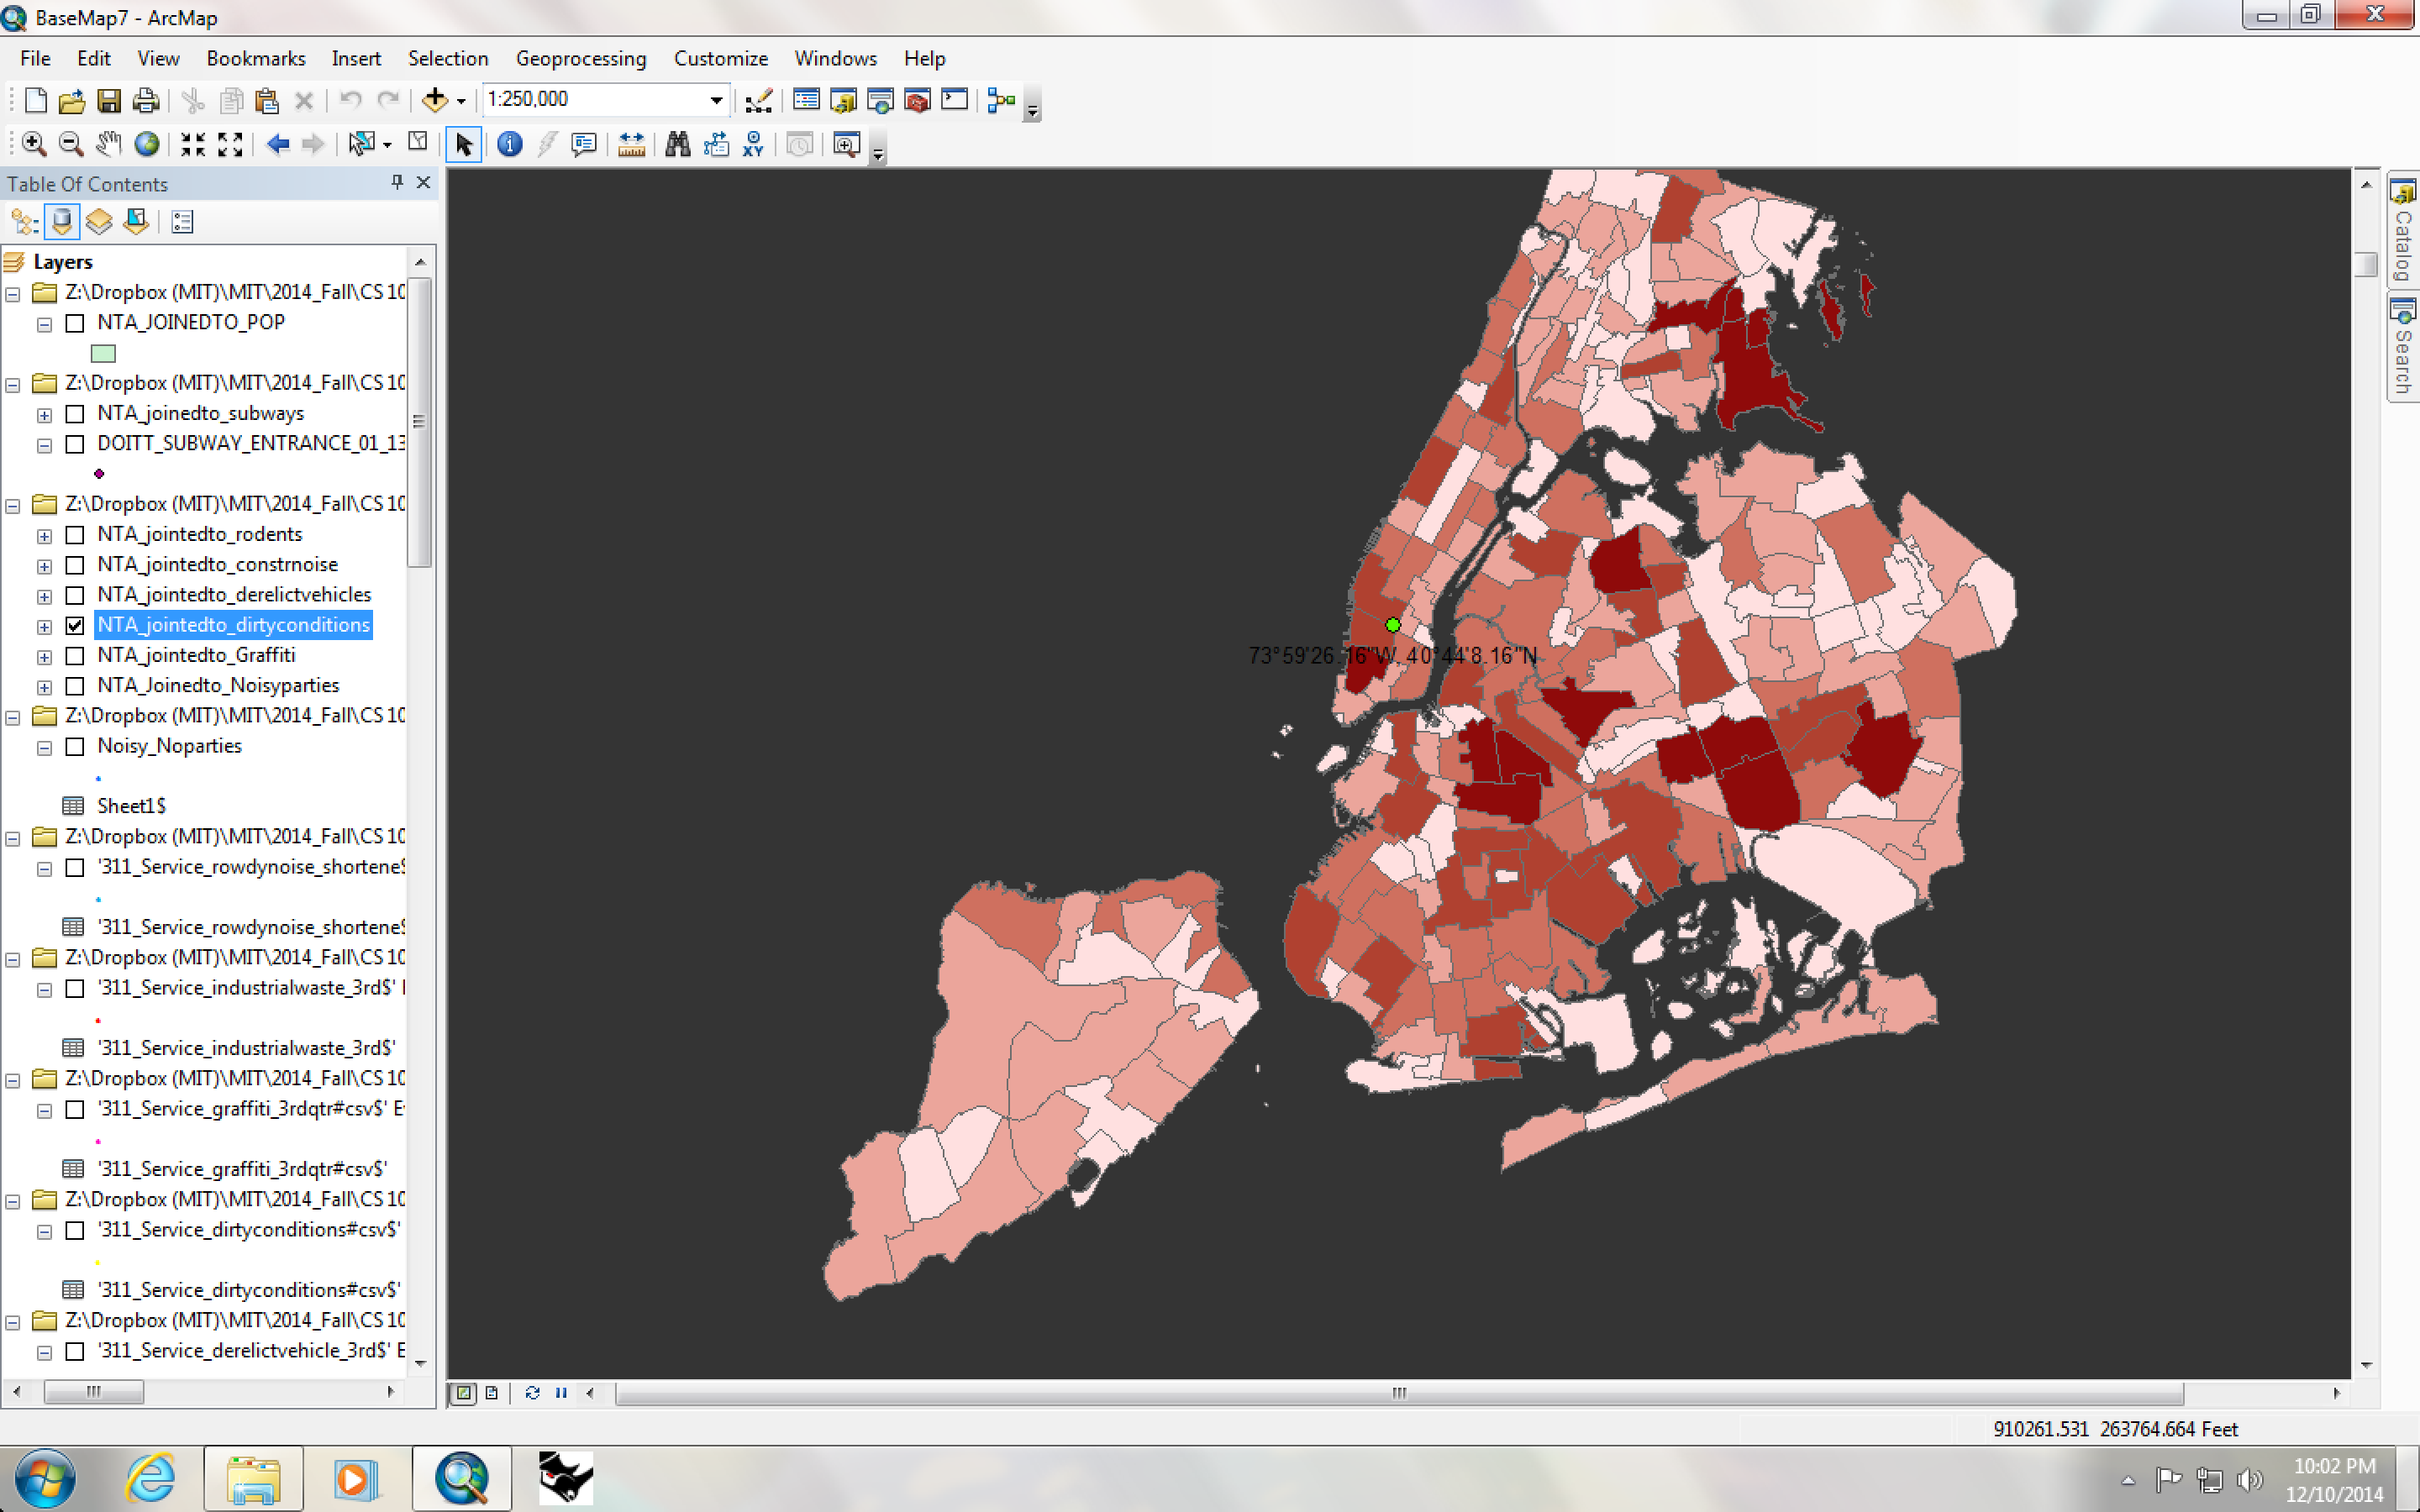 BaseMap7 - ArcMap
File Edit View Bookmarks Insert Selection Geoprocessing Customize Windows Help
1:250,000
Table Of Contents
Layers
Z:\Dropbox (MIT)\MIT\2014_Fall\CS 10
NTA_JOINEDTO_POP
Z:\Dropbox (MIT)\MIT\2014_Fall\CS 10
NTA_joinedto_subways
DOITT_SUBWAY_ENTRANCE_01_13
Z:\Dropbox (MIT)\MIT\2014_Fall\CS 10
NTA_jointedto_rodents
NTA_jointedto_constrnoise
NTA_jointedto_derelictvehicles
NTA_jointedto_dirtyconditions
NTA_jointedto_Graffiti
NTA_Joinedto_Noisyparties
Z:\Dropbox (MIT)\MIT\2014_Fall\CS 10
Noisy_Noparties
Sheet1$
Z:\Dropbox (MIT)\MIT\2014_Fall\CS 10
'311_Service_rowdynoise_shortene$
'311_Service_rowdynoise_shortene$
Z:\Dropbox (MIT)\MIT\2014_Fall\CS 10
'311_Service_industrialwaste_3rd$'
'311_Service_industrialwaste_3rd$'
Z:\Dropbox (MIT)\MIT\2014_Fall\CS 10
'311_Service_graffiti_3rdqtr#csv$' E
'311_Service_graffiti_3rdqtr#csv$'
Z:\Dropbox (MIT)\MIT\2014_Fall\CS 10
'311_Service_dirtyconditions#csv$'
'311_Service_dirtyconditions#csv$'
Z:\Dropbox (MIT)\MIT\2014_Fall\CS 10
'311_Service_derelictvehicle_3rd$' E
73°59'26.16"W, 40°44'8.16"N
Catalog
Search
910261.531 263764.664 Feet
10:02 PM
12/10/2014